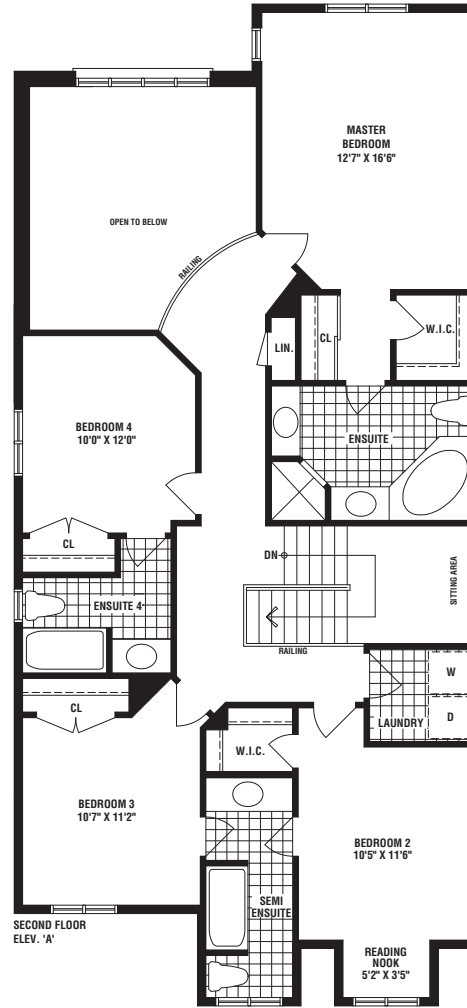 MASTER
BEDROOM
12'7" X 16'6"
OPEN TO BELOW
RAILING
LIN.
CL
W.I.C.
BEDROOM 4
10'0" X 12'0"
ENSUITE
CL
DN
SITTING AREA
ENSUITE 4
RAILING
W
LAUNDRY
D
CL
W.I.C.
BEDROOM 3
10'7" X 11'2"
BEDROOM 2
10'5" X 11'6"
SEMI
ENSUITE
SECOND FLOOR
ELEV. 'A'
READING
NOOK
5'2" X 3'5"